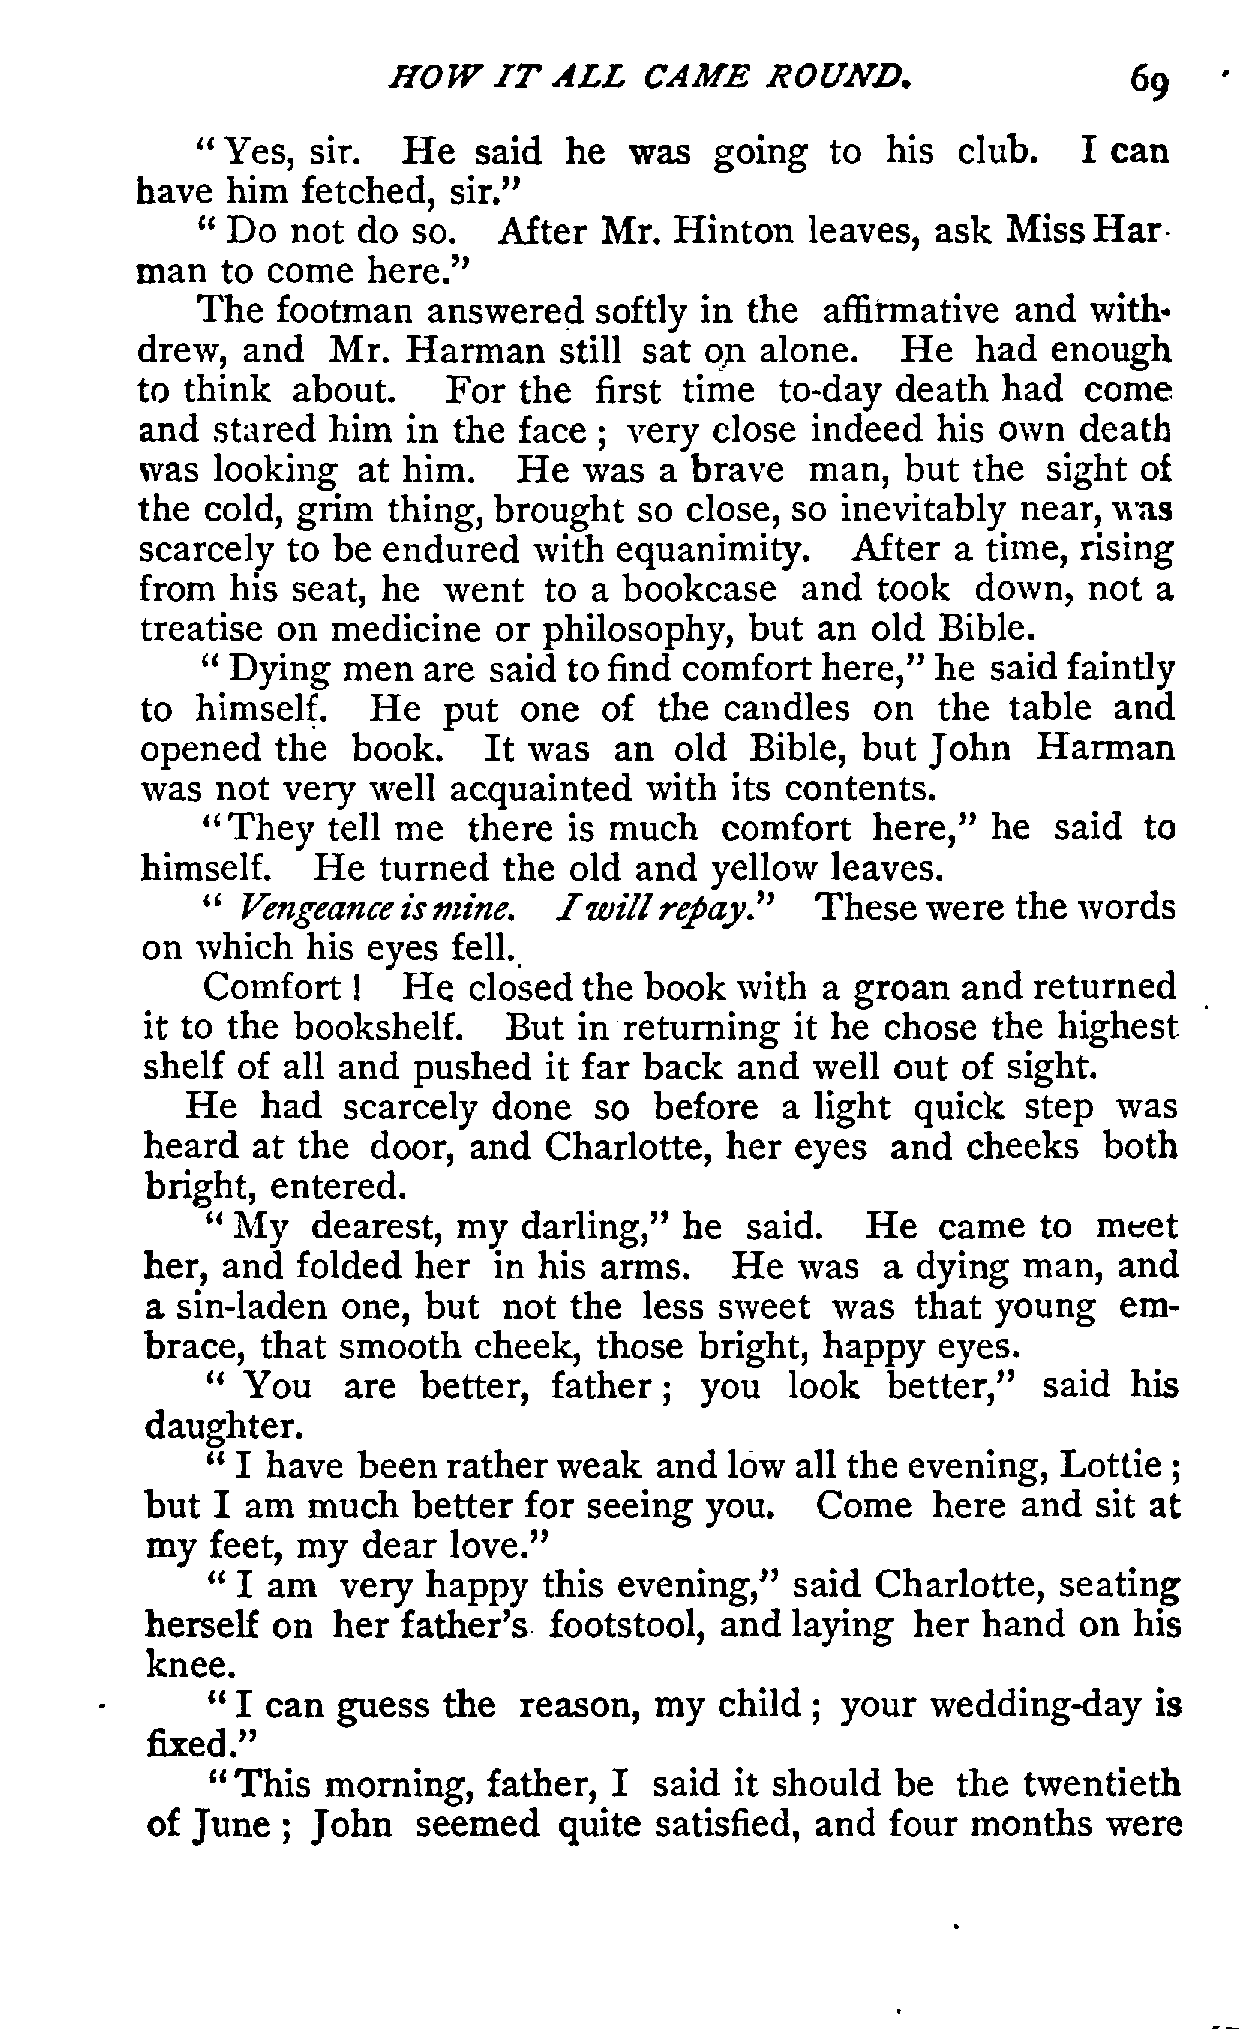 HOW IT ALL CAME ROUND. 69
"Yes, sir. He said he was going to his club. I can
have him fetched, sir."
"Do not do so. After Mr. Hinton leaves, ask Miss Har-
man to come here."
The footman answered softly in the affirmative and with-
drew, and Mr. Harman still sat on alone. He had enough
to think about. For the first time to-day death had come
and stared him in the face; very close indeed his own death
was looking at him. He was a brave man, but the sight of
the cold, grim thing, brought so close, so inevitably near, was
scarcely to be endured with equanimity. After a time, rising
from his seat, he went to a bookcase and took down, not a
treatise on medicine or philosophy, but an old Bible.
"Dying men are said to find comfort here," he said faintly
to himself. He put one of the candles on the table and
opened the book. It was an old Bible, but John Harman
was not very well acquainted with its contents.
"They tell me there is much comfort here," he said to
himself. He turned the old and yellow leaves.
"Vengeance is mine. I will repay." These were the words
on which his eyes fell.
Comfort! He closed the book with a groan and returned
it to the bookshelf. But in returning it he chose the highest
shelf of all and pushed it far back and well out of sight.
He had scarcely done so before a light quick step was
heard at the door, and Charlotte, her eyes and cheeks both
bright, entered.
"My dearest, my darling," he said. He came to meet
her, and folded her in his arms. He was a dying man, and
a sin-laden one, but not the less sweet was that young em-
brace, that smooth cheek, those bright, happy eyes.
"You are better, father; you look better," said his
daughter.
"I have been rather weak and low all the evening, Lottie;
but I am much better for seeing you. Come here and sit at
my feet, my dear love."
"I am very happy this evening," said Charlotte, seating
herself on her father's footstool, and laying her hand on his
knee.
"I can guess the reason, my child; your wedding-day is
fixed."
"This morning, father, I said it should be the twentieth
of June; John seemed quite satisfied, and four months were